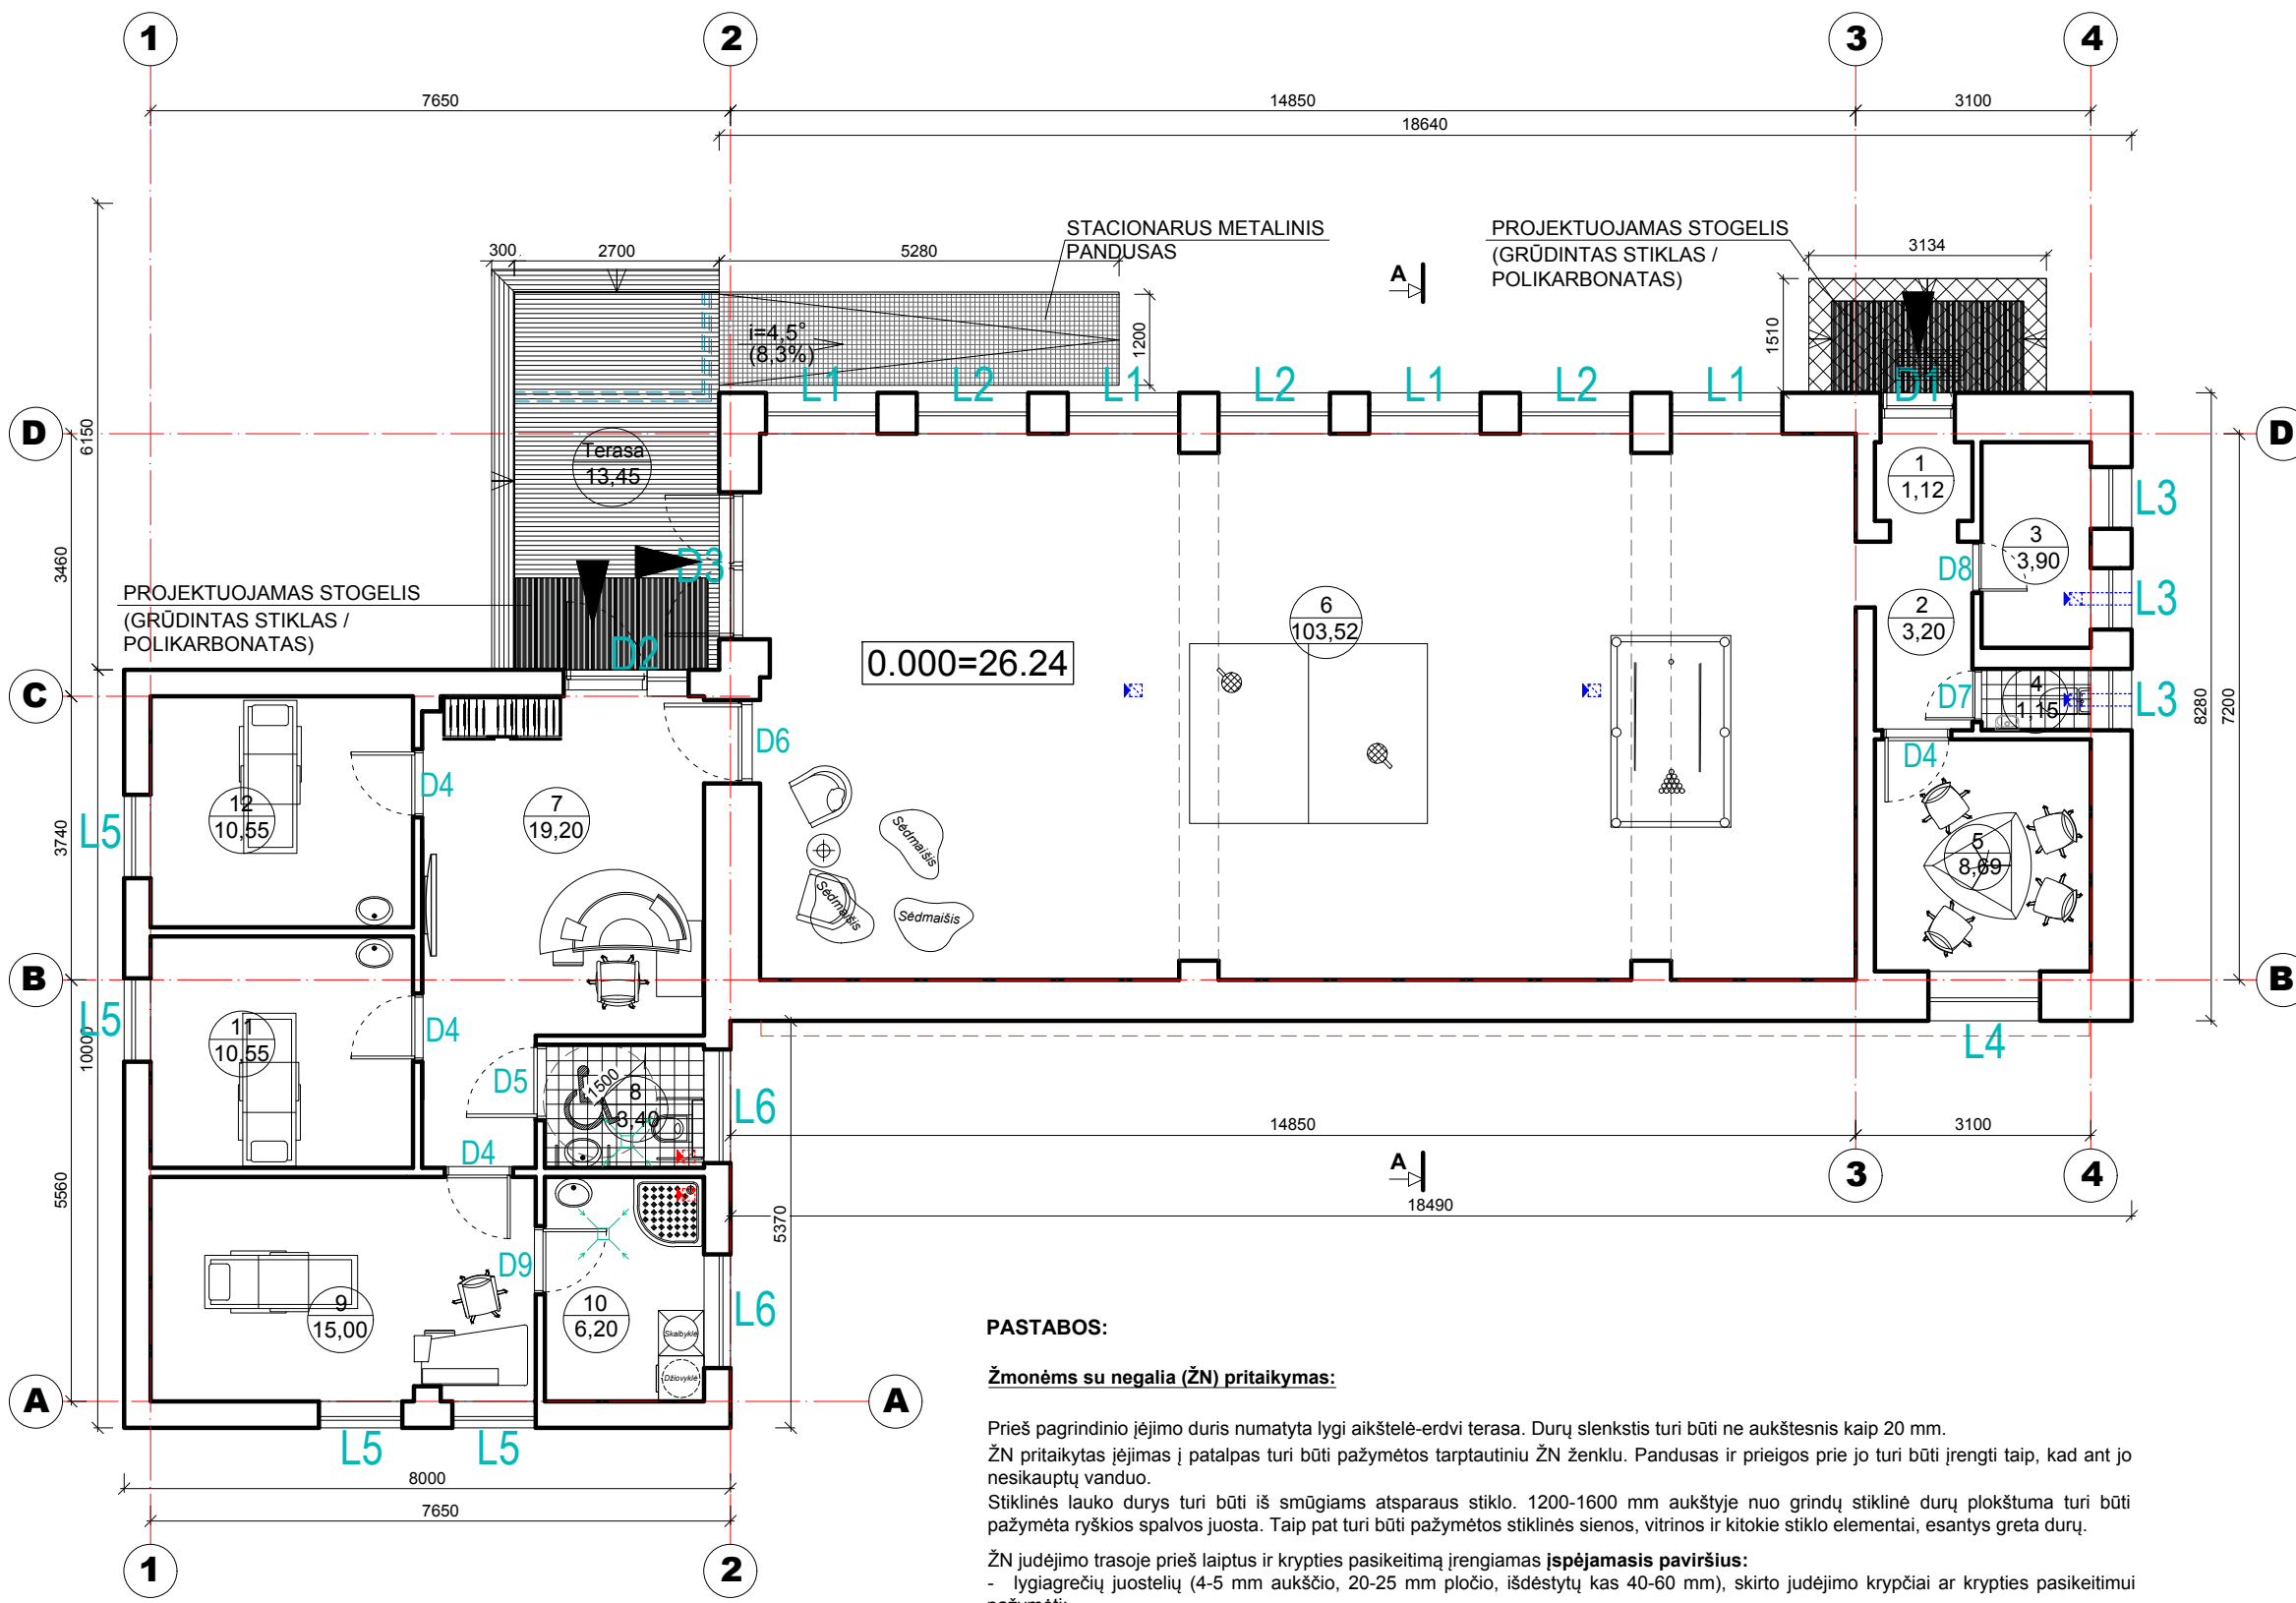 1
2
3
4
7650
14850
3100
18640
STACIONARUS METALINIS
PANDUSAS
PROJEKTUOJAMAS STOGELIS
(GRŪDINTAS STIKLAS /
POLIKARBONATAS)
300
2700
5280
3134
A
1510
1200
i=4,5°
(8,3%)
L1
L2
L1
L2
L1
L2
L1
D1
D
D
6150
Terasa
13,45
1
1,12
L3
3460
D3
3
3,90
D8
L3
PROJEKTUOJAMAS STOGELIS
(GRŪDINTAS STIKLAS /
POLIKARBONATAS)
D2
6
103,52
2
3,20
0.000=26.24
C
4
1,15
D7
L3
8280
7200
D6
D4
D4
12
10,55
7
19,20
L5
3740
Sėdmaišis
Sėdmaišis
Sėdmaišis
5
8,69
B
B
L5
10000
11
10,55
D4
L4
D5
1500
8
3,40
L6
14850
3100
D4
A
3
4
5560
18490
5370
D9
9
15,00
10
6,20
L6
Skalbyklė
Džiovyklė
A
A
L5
L5
8000
7650
1
2
PASTABOS:
Žmonėms su negalia (ŽN) pritaikymas:
Prieš pagrindinio įėjimo duris numatyta lygi aikštelė-erdvi terasa. Durų slenkstis turi būti ne aukštesnis kaip 20 mm.
ŽN pritaikytas įėjimas į patalpas turi būti pažymėtos tarptautiniu ŽN ženklu. Pandusas ir prieigos prie jo turi būti įrengti taip, kad ant jo
nesikauptų vanduo.
Stiklinės lauko durys turi būti iš smūgiams atsparaus stiklo. 1200-1600 mm aukštyje nuo grindų stiklinė durų plokštuma turi būti
pažymėta ryškios spalvos juosta. Taip pat turi būti pažymėtos stiklinės sienos, vitrinos ir kitokie stiklo elementai, esantys greta durų.
ŽN judėjimo trasoje prieš laiptus ir krypties pasikeitimą įrengiamas įspėjamasis paviršius:
- lygiagrečių juostelių (4-5 mm aukščio, 20-25 mm pločio, išdėstytų kas 40-60 mm), skirto judėjimo krypčiai ar krypties pasikeitimui